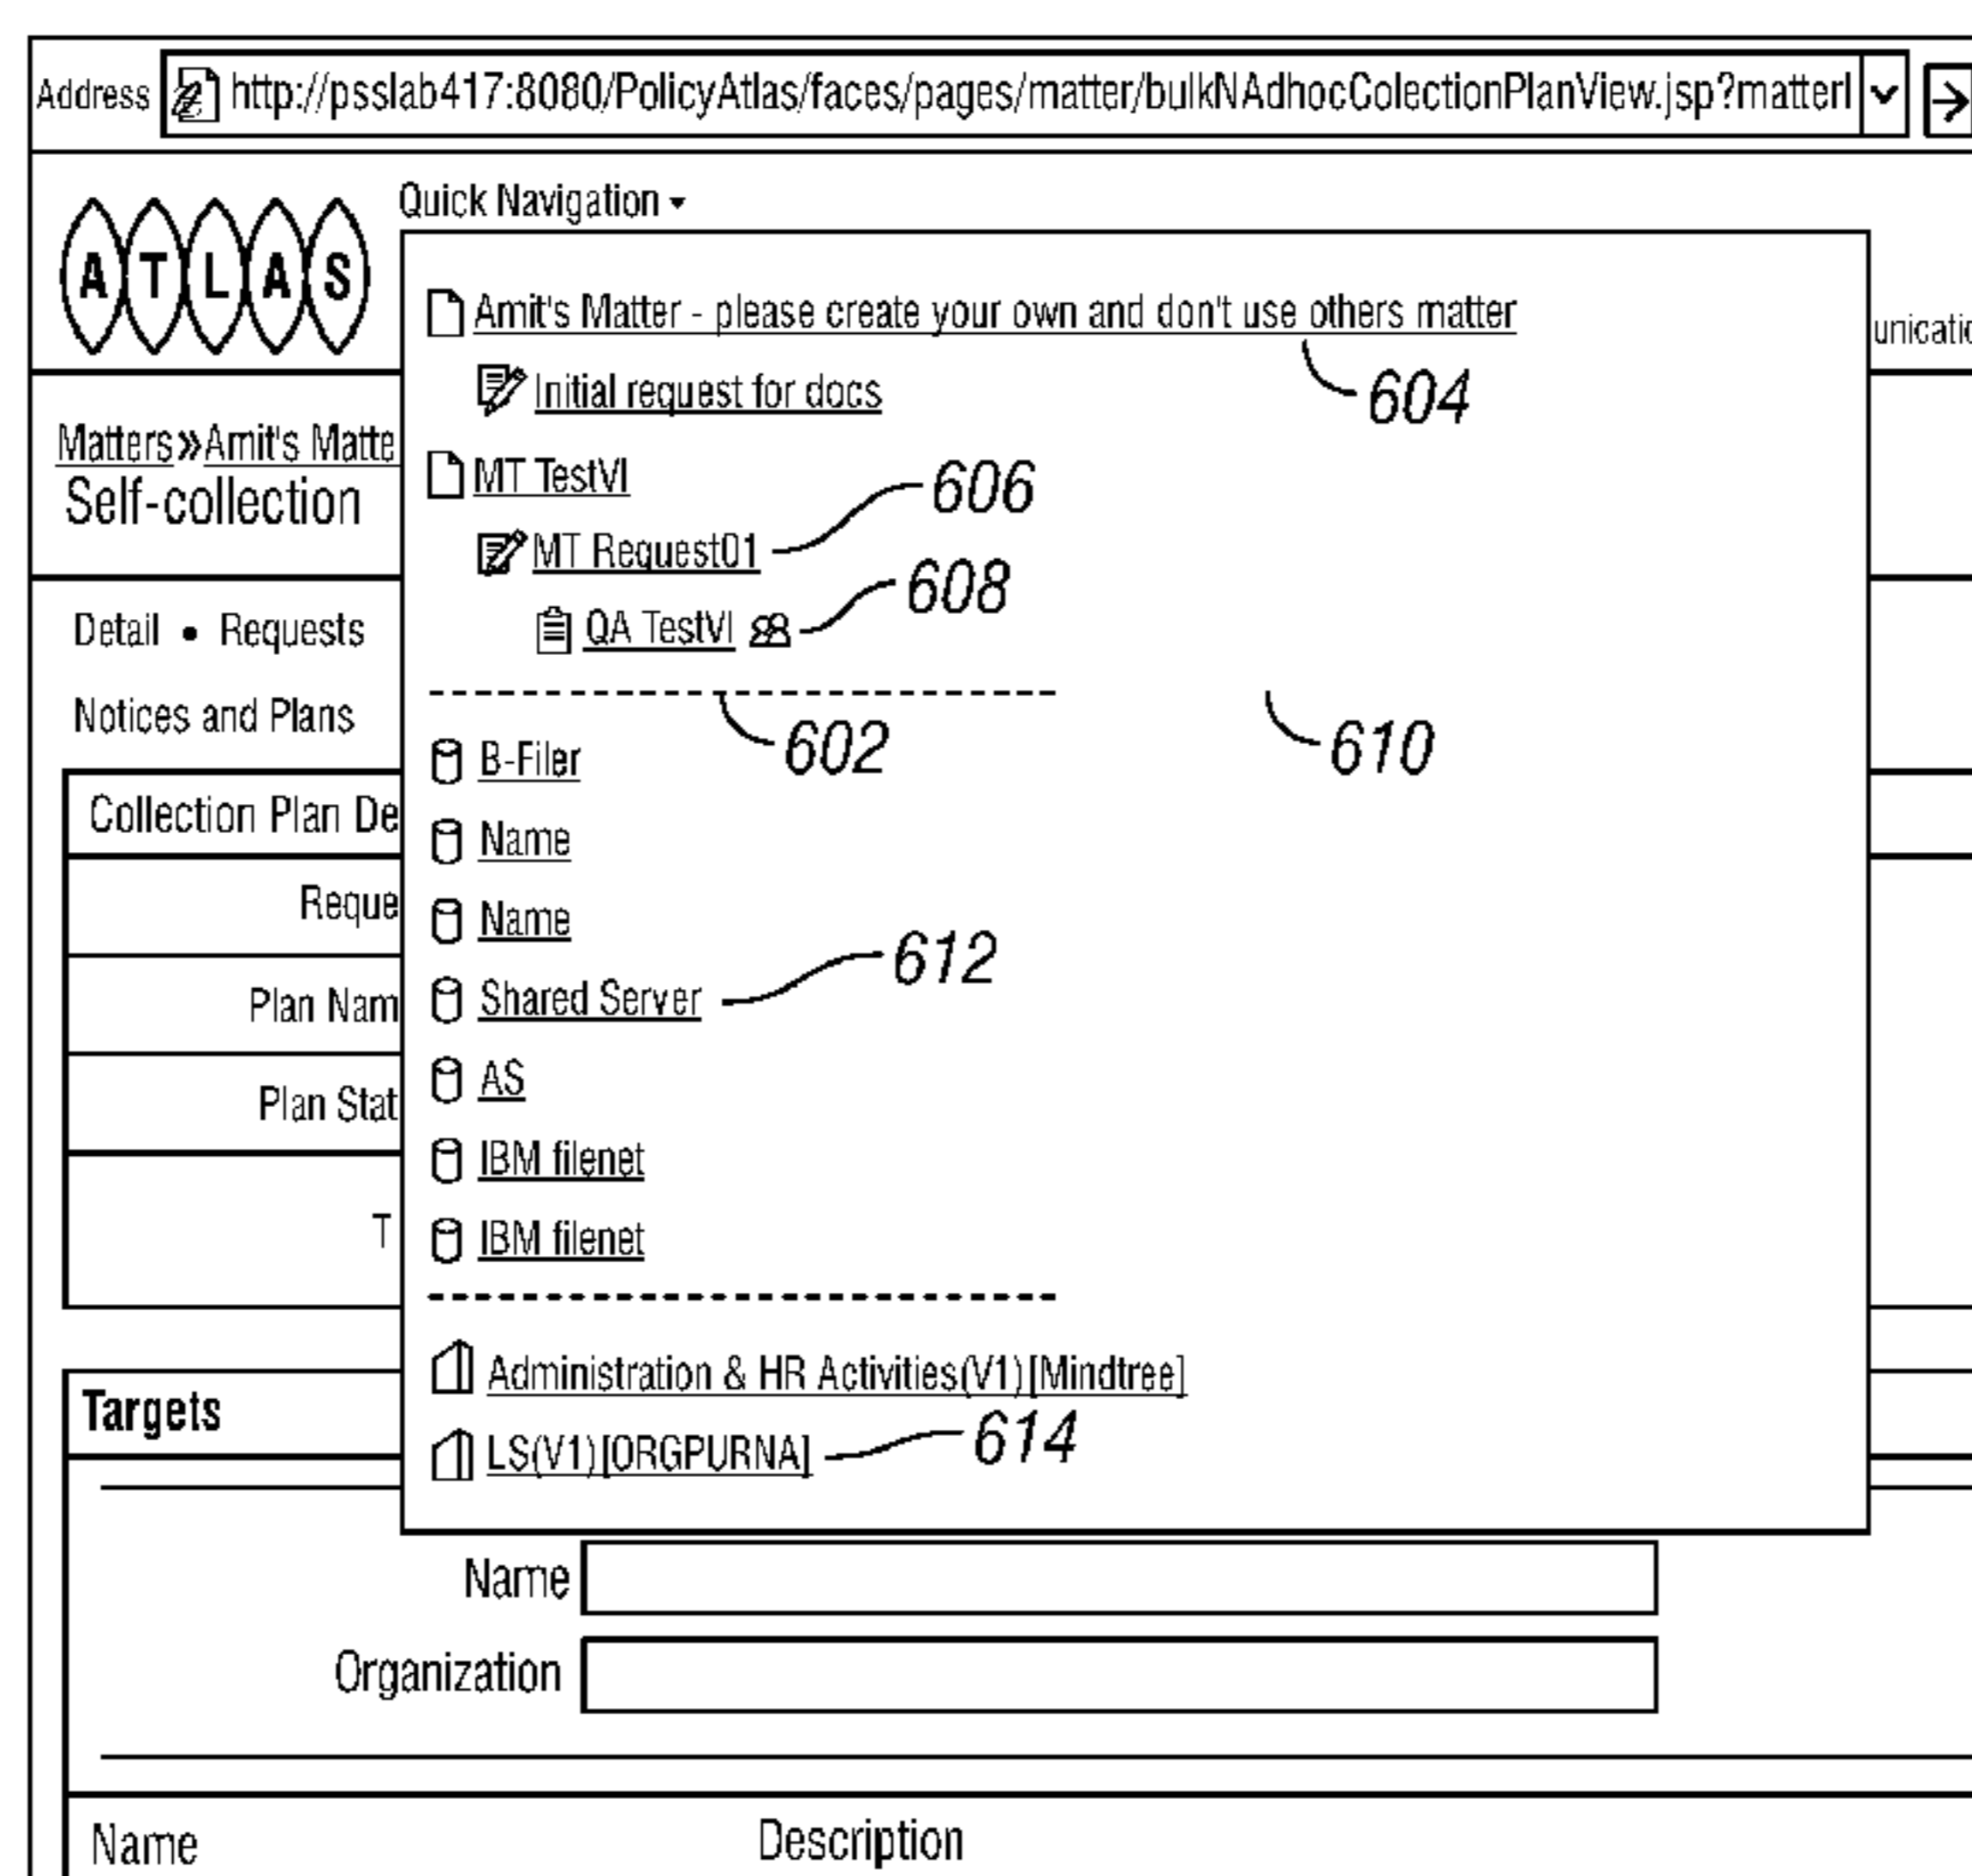 Address http://psslab417:8080/PolicyAtlas/faces/pages/matter/bulkNAdhocColectionPlanView.jsp?matterI
Quick Navigation
ATLAS
Amit's Matter - please create your own and don't use others matter
unicatio
604
Initial request for docs
Matters»Amit's Matte
MT TestVI
606
Self-collection
MT Request01
608
Detail • Requests
QA TestVI
Notices and Plans
602 610
B-Filer
Collection Plan De
Name
Reque
Name
612
Plan Nam
Shared Server
AS
Plan Stat
IBM filenet
T
IBM filenet
Administration & HR Activities(V1)[Mindtree]
Targets
614
LS(V1)[ORGPURNA]
Name
Organization
Name Description